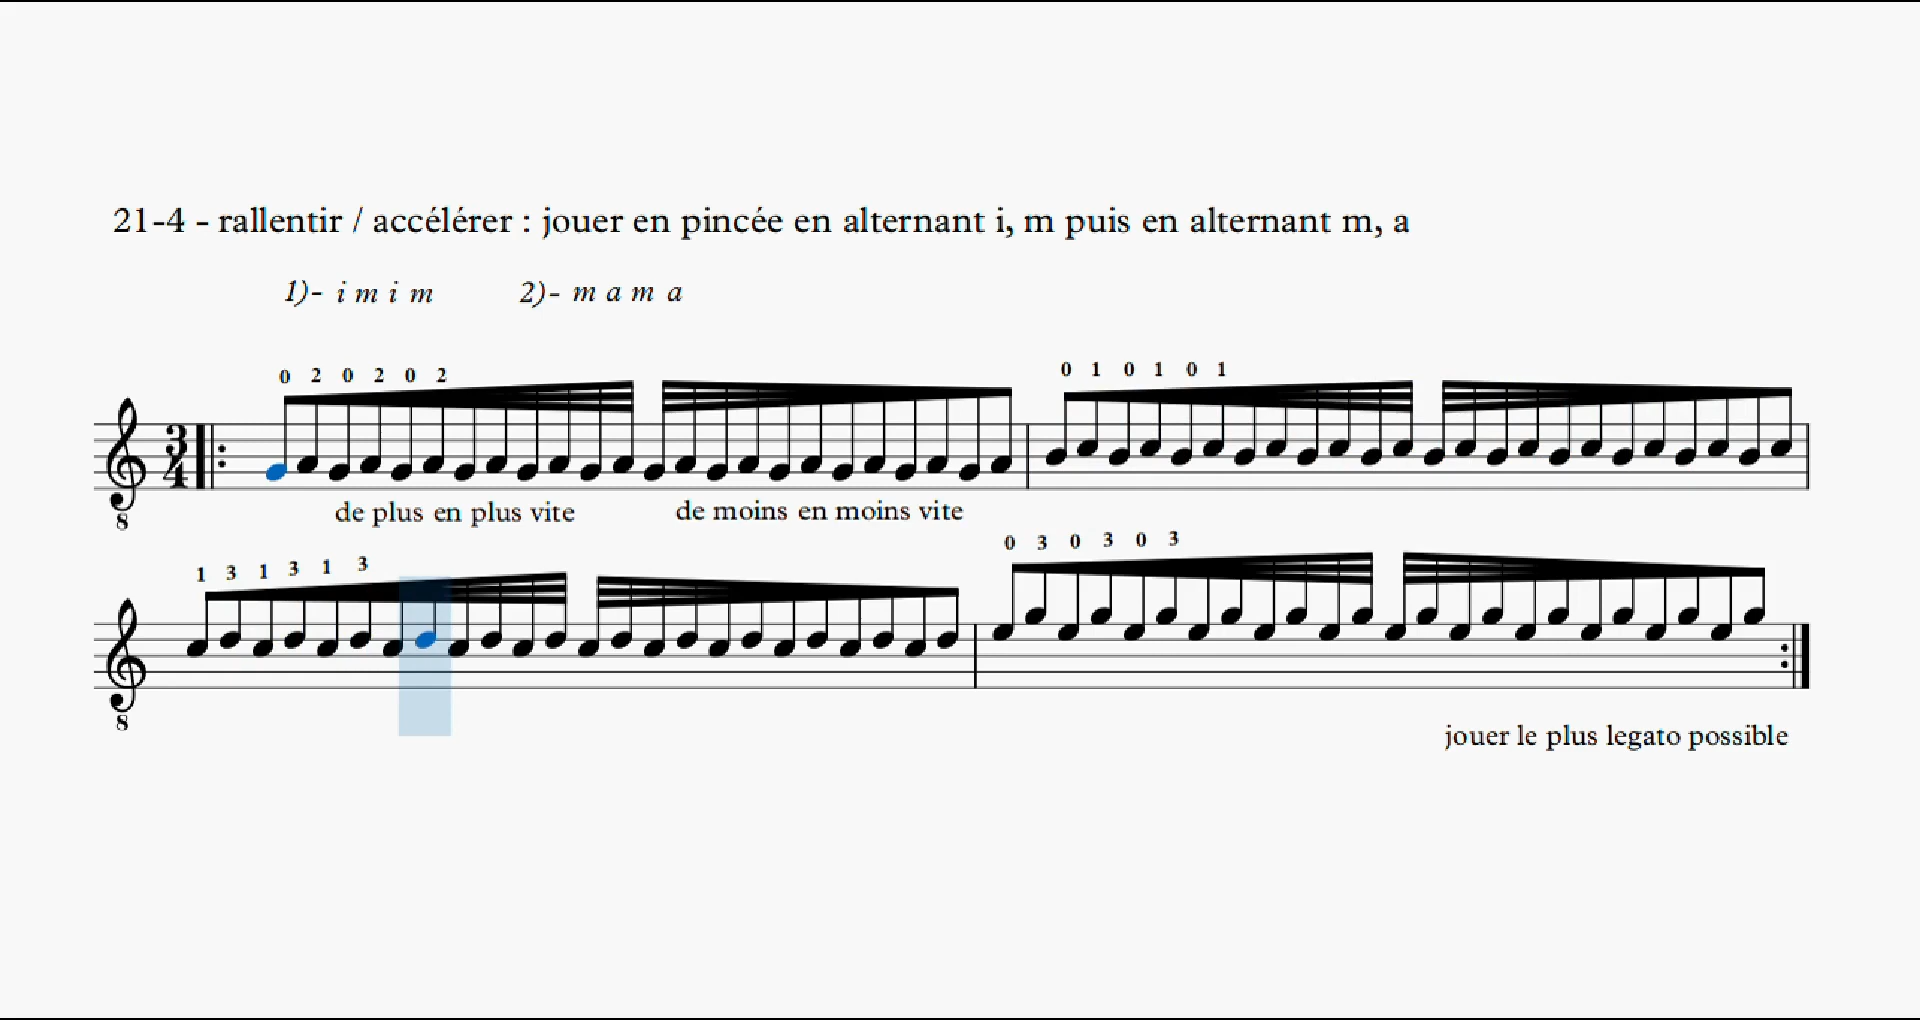 21-4 - rallentir / accélérer : jouer en pincée en alternant i, m puis en alternant m, a
1)- i m i m 2)- m a m a
0 2 0 2 0 2 0 1 0 1 0 1
3
4
8
de plus en plus vite de moins en moins vite
1 3 1 3 1 3 0 3 0 3 0 3
8
jouer le plus legato possible